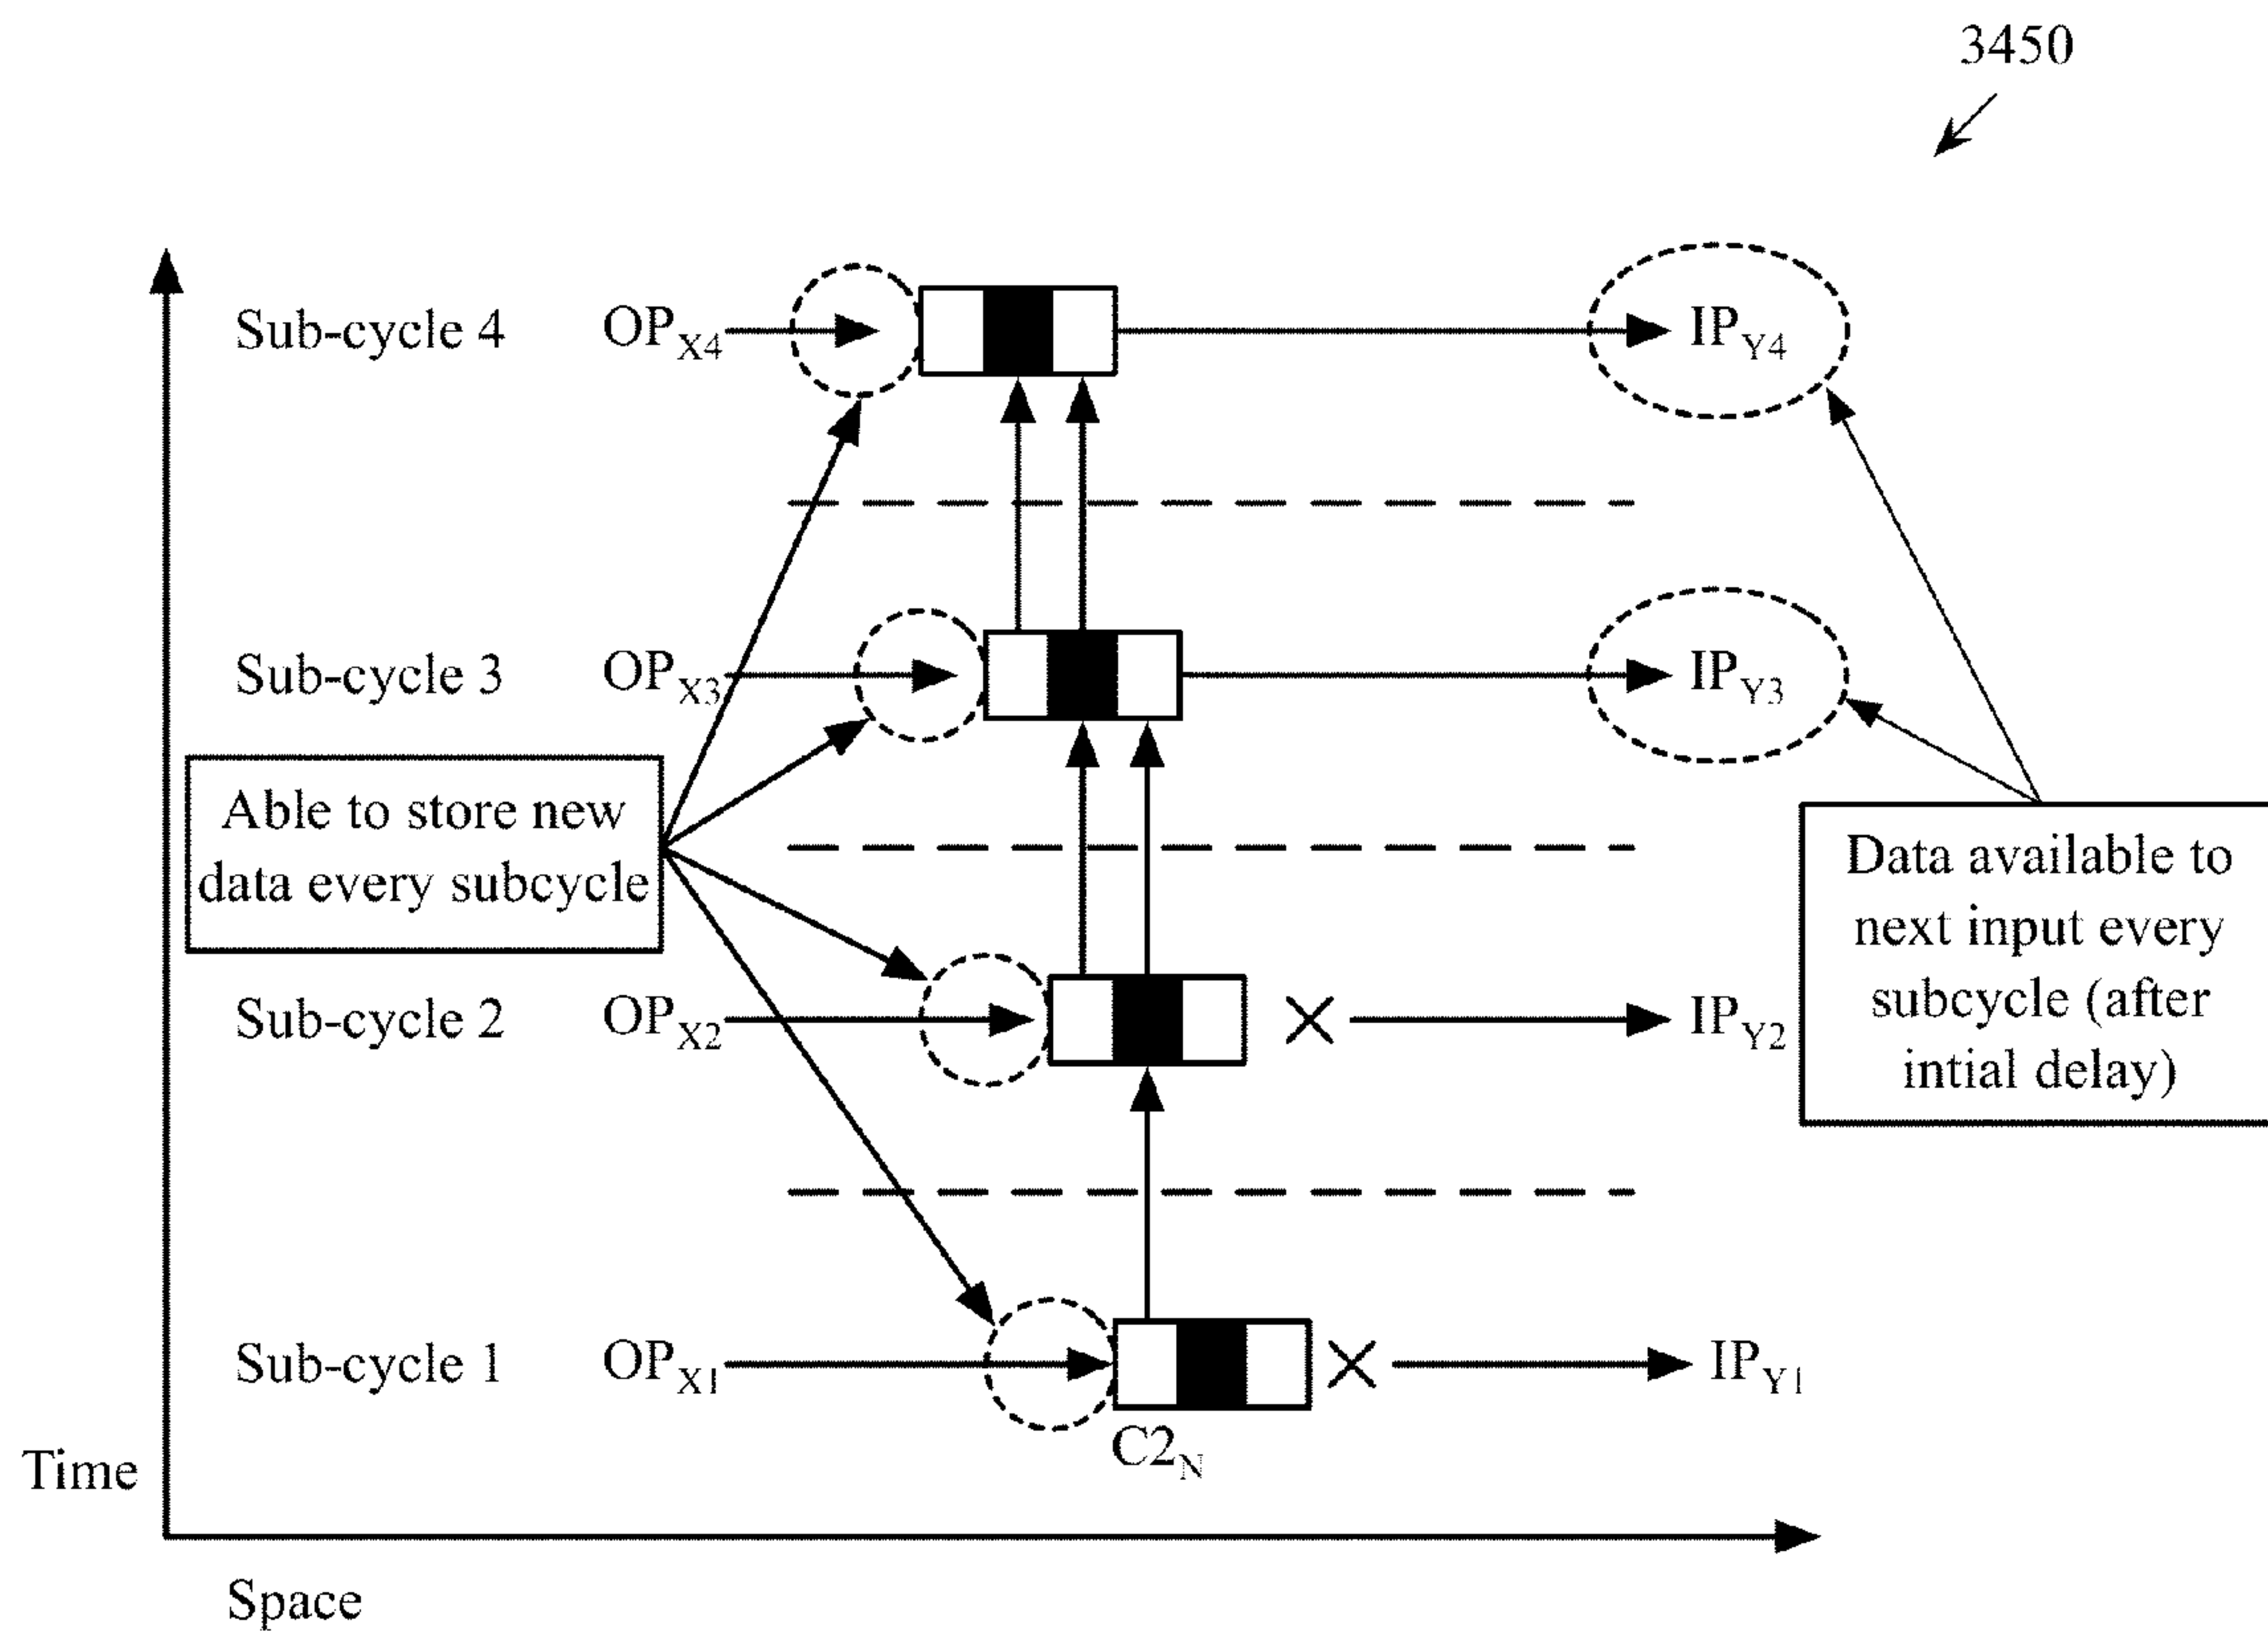 3450
Sub-cycle 4 OPX4 IPY4
Sub-cycle 3 OPX3 IPY3
Able to store new
data every subcycle
Data available to
next input every
subcycle (after
intial delay)
Sub-cycle 2 OPX2 IPY2
Sub-cycle 1 OPX1 IPY1
C2N
Time
Space